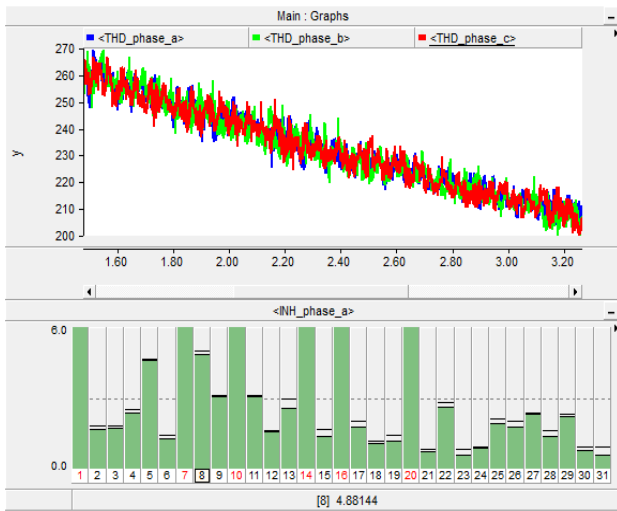 Main : Graphs
<THD_phase_a> <THD_phase_b> <THD_phase_c>
270
260
250
240
230
220
210
200
y
1.60 1.80 2.00 2.20 2.40 2.60 2.80 3.00 3.20
<INH_phase_a>
6.0
0.0
1 2 3 4 5 6 7 8 9 10 11 12 13 14 15 16 17 18 19 20 21 22 23 24 25 26 27 28 29 30 31
[8] 4.88144